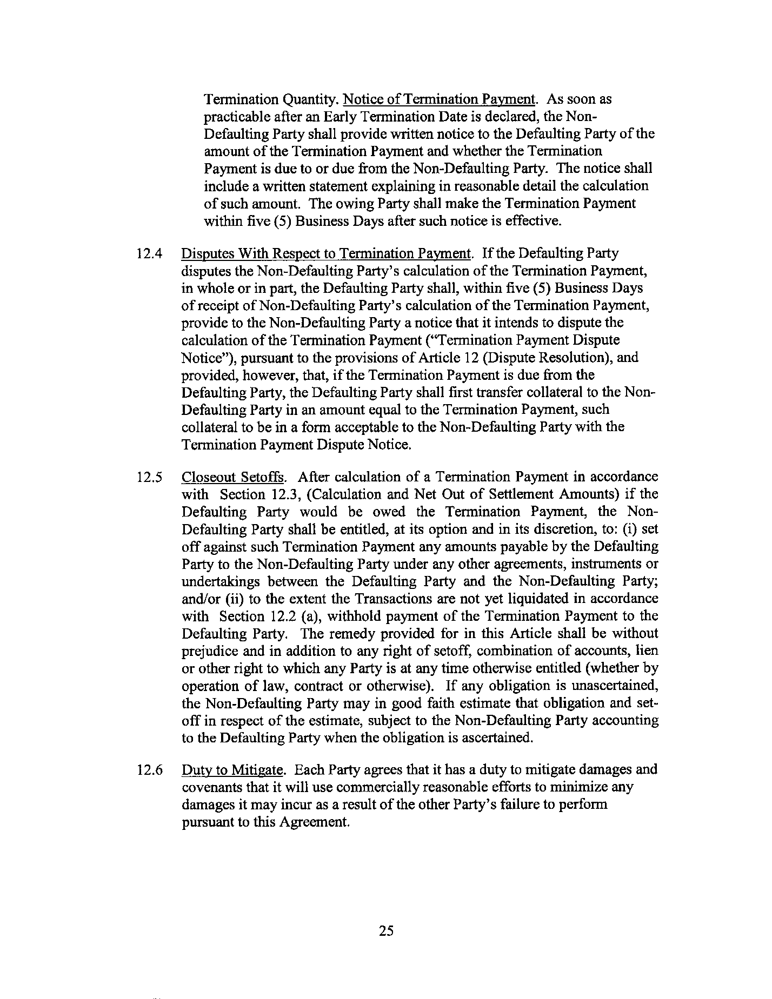 Termination Quantity. Notice of Termination Payment. As soon as
practicable after an Early Termination Date is declared, the Non-
Defaulting Party shall provide written notice to the Defaulting Party of the
amount of the Termination Payment and whether the Termination
Payment is due to or due from the Non-Defaulting Party. The notice shall
include a written statement explaining in reasonable detail the calculation
of such amount. The owing Party shall make the Termination Payment
within five (5) Business Days after such notice is effective.
12.4 Disputes With Respect to Termination Payment. If the Defaulting Party
disputes the Non-Defaulting Party's calculation of the Termination Payment,
in whole or in part, the Defaulting Party shall, within five (5) Business Days
of receipt of Non-Defaulting Party's calculation of the Termination Payment,
provide to the Non-Defaulting Party a notice that it intends to dispute the
calculation of the Termination Payment ("Termination Payment Dispute
Notice"), pursuant to the provisions of Article 12 (Dispute Resolution), and
provided, however, that, if the Termination Payment is due from the
Defaulting Party, the Defaulting Party shall first transfer collateral to the Non-
Defaulting Party in an amount equal to the Termination Payment, such
collateral to be in a form acceptable to the Non-Defaulting Party with the
Termination Payment Dispute Notice.
12.5 Closeout Setoffs. After calculation of a Termination Payment in accordance
with Section 12.3, (Calculation and Net Out of Settlement Amounts) if the
Defaulting Party would be owed the Termination Payment, the Non-
Defaulting Party shall be entitled, at its option and in its discretion, to: (i) set
off against such Termination Payment any amounts payable by the Defaulting
Party to the Non-Defaulting Party under any other agreements, instruments or
undertakings between the Defaulting Party and the Non-Defaulting Party;
and/or (ii) to the extent the Transactions are not yet liquidated in accordance
with Section 12.2 (a), withhold payment of the Termination Payment to the
Defaulting Party. The remedy provided for in this Article shall be without
prejudice and in addition to any right of setoff, combination of accounts, lien
or other right to which any Party is at any time otherwise entitled (whether by
operation of law, contract or otherwise). If any obligation is unascertained,
the Non-Defaulting Party may in good faith estimate that obligation and set-
off in respect of the estimate, subject to the Non-Defaulting Party accounting
to the Defaulting Party when the obligation is ascertained.
12.6 Duty to Mitigate. Each Party agrees that it has a duty to mitigate damages and
covenants that it will use commercially reasonable efforts to minimize any
damages it may incur as a result of the other Party's failure to perform
pursuant to this Agreement.
25